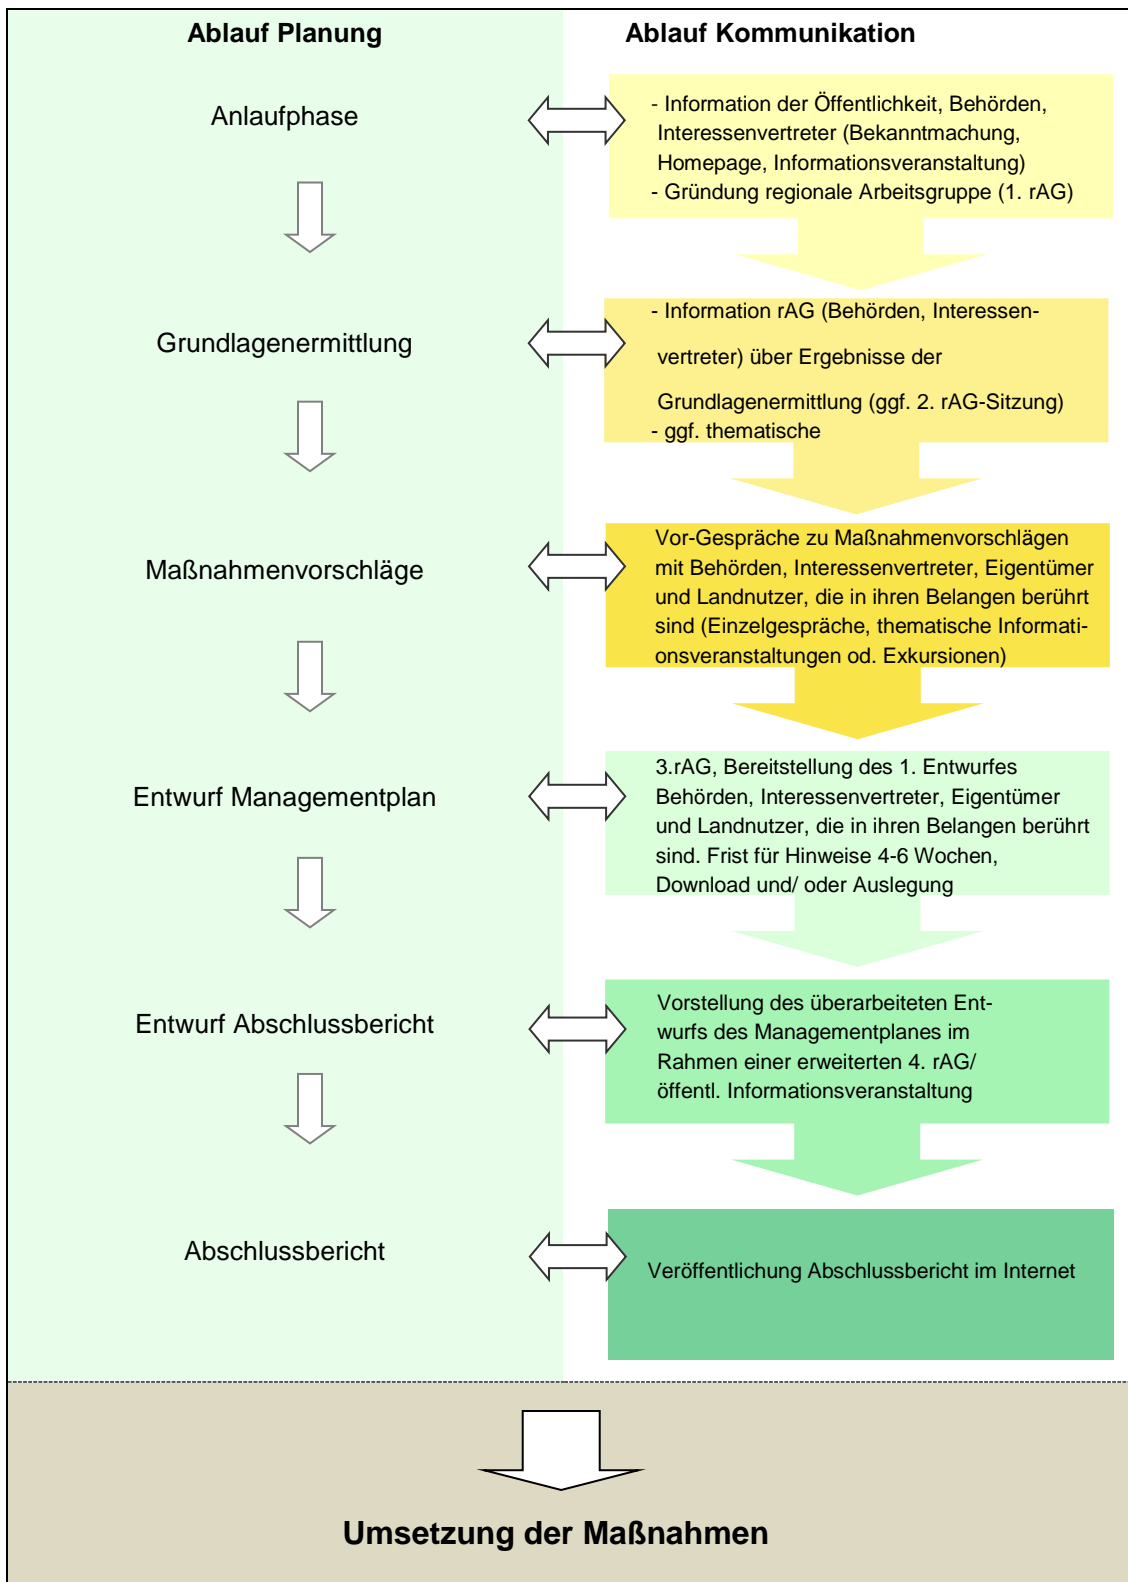 Ablauf Planung
Ablauf Kommunikation
Anlaufphase
- Information der Öffentlichkeit, Behörden,
Interessenvertreter (Bekanntmachung,
Homepage, Informationsveranstaltung)
- Gründung regionale Arbeitsgruppe (1. rAG)
Grundlagenermittlung
- Information rAG (Behörden, Interessen-
vertreter) über Ergebnisse der
Grundlagenermittlung (ggf. 2. rAG-Sitzung)
- ggf. thematische
Maßnahmenvorschläge
Vor-Gespräche zu Maßnahmenvorschlägen
mit Behörden, Interessenvertreter, Eigentümer
und Landnutzer, die in ihren Belangen berührt
sind (Einzelgespräche, thematische Informati-
onsveranstaltungen od. Exkursionen)
Entwurf Managementplan
3.rAG, Bereitstellung des 1. Entwurfes
Behörden, Interessenvertreter, Eigentümer
und Landnutzer, die in ihren Belangen berührt
sind. Frist für Hinweise 4-6 Wochen,
Download und/ oder Auslegung
Entwurf Abschlussbericht
Vorstellung des überarbeiteten Ent-
wurfs des Managementplanes im
Rahmen einer erweiterten 4. rAG/
öffentl. Informationsveranstaltung
Abschlussbericht
Veröffentlichung Abschlussbericht im Internet
Umsetzung der Maßnahmen